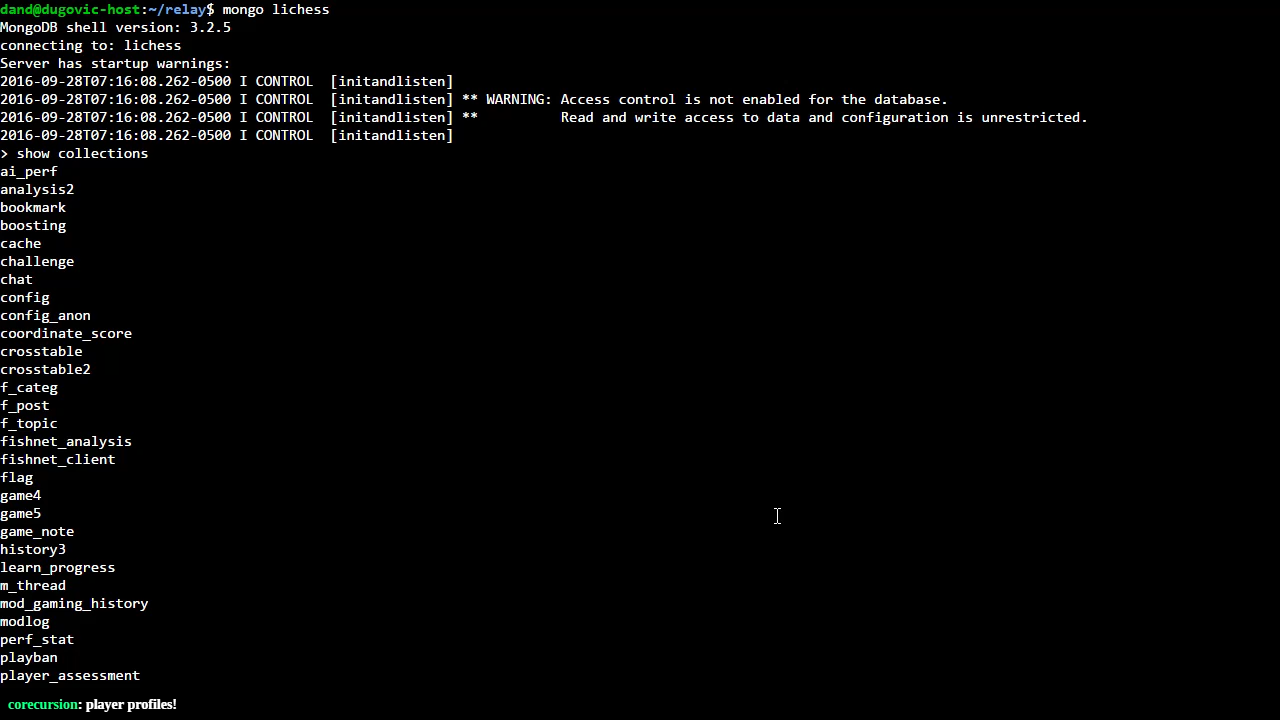 dand@dugovic-host:~/relay$ mongo lichess
MongoDB shell version: 3.2.5
connecting to: lichess
Server has startup warnings:
2016-09-28T07:16:08.262-0500 I CONTROL  [initandlisten]
2016-09-28T07:16:08.262-0500 I CONTROL  [initandlisten] ** WARNING: Access control is not enabled for the database.
2016-09-28T07:16:08.262-0500 I CONTROL  [initandlisten] **          Read and write access to data and configuration is unrestricted.
2016-09-28T07:16:08.262-0500 I CONTROL  [initandlisten]
> show collections
ai_perf
analysis2
bookmark
boosting
cache
challenge
chat
config
config_anon
coordinate_score
crosstable
crosstable2
f_categ
f_post
f_topic
fishnet_analysis
fishnet_client
flag
game4
game5
game_note
history3
learn_progress
m_thread
mod_gaming_history
modlog
perf_stat
playban
player_assessment
corecursion: player profiles!